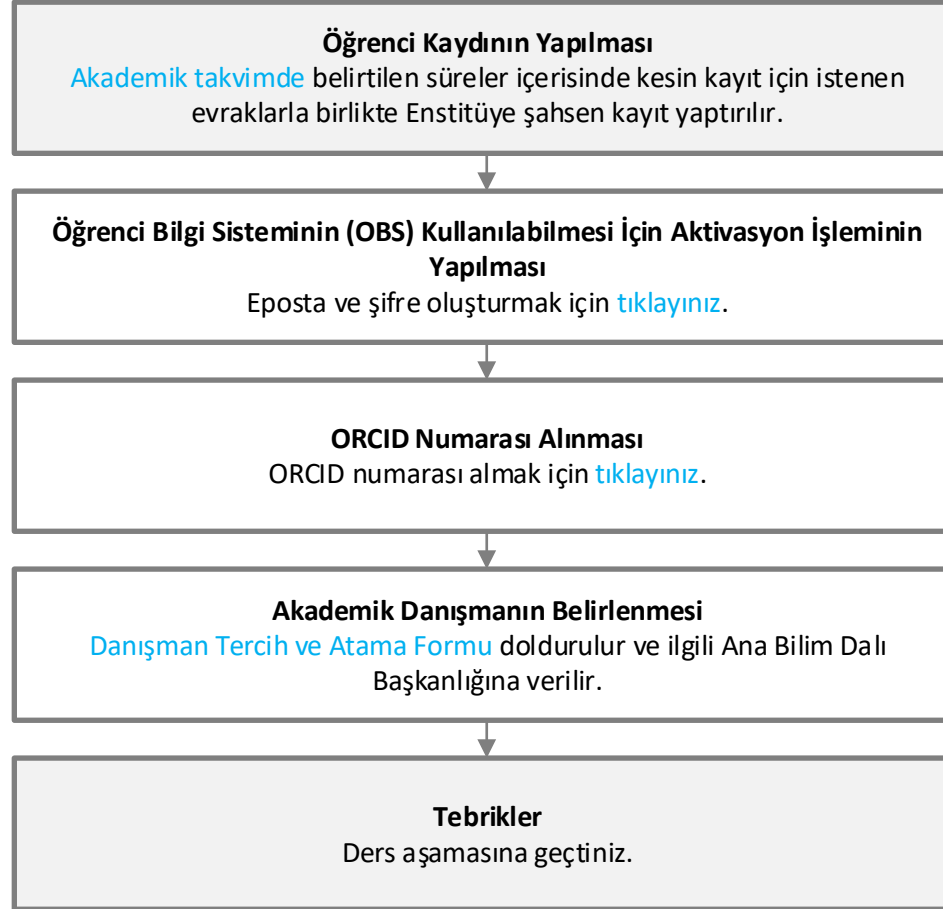 Öğrenci Kaydının Yapılması
Akademik takvimde belirtilen süreler içerisinde kesin kayıt için istenen
evraklarla birlikte Enstitüye şahsen kayıt yaptırılır.
Öğrenci Bilgi Sisteminin (OBS) Kullanılabilmesi İçin Aktivasyon İşleminin
Yapılması
Eposta ve şifre oluşturmak için tıklayınız.
ORCID Numarası Alınması
ORCID numarası almak için tıklayınız.
Akademik Danışmanın Belirlenmesi
Danışman Tercih ve Atama Formu doldurulur ve ilgili Ana Bilim Dalı
Başkanlığına verilir.
Tebrikler
Ders aşamasına geçtiniz.